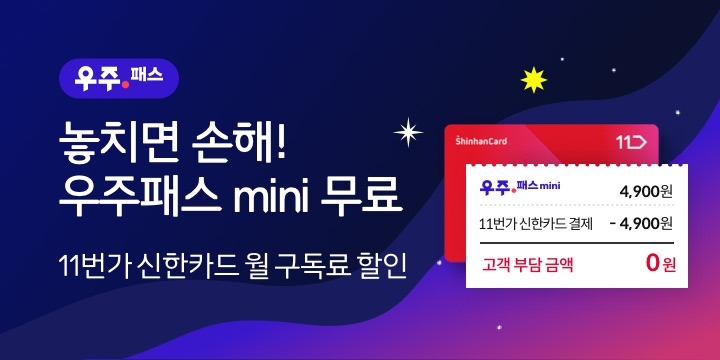 우주패스
놓치면 손해!
우주패스 mini 무료
11번가 신한카드 월 구독료 할인
ShinhanCard
11
우주패스 mini 4,900원
11번가 신한카드 결제 - 4,900원
고객 부담 금액 0원